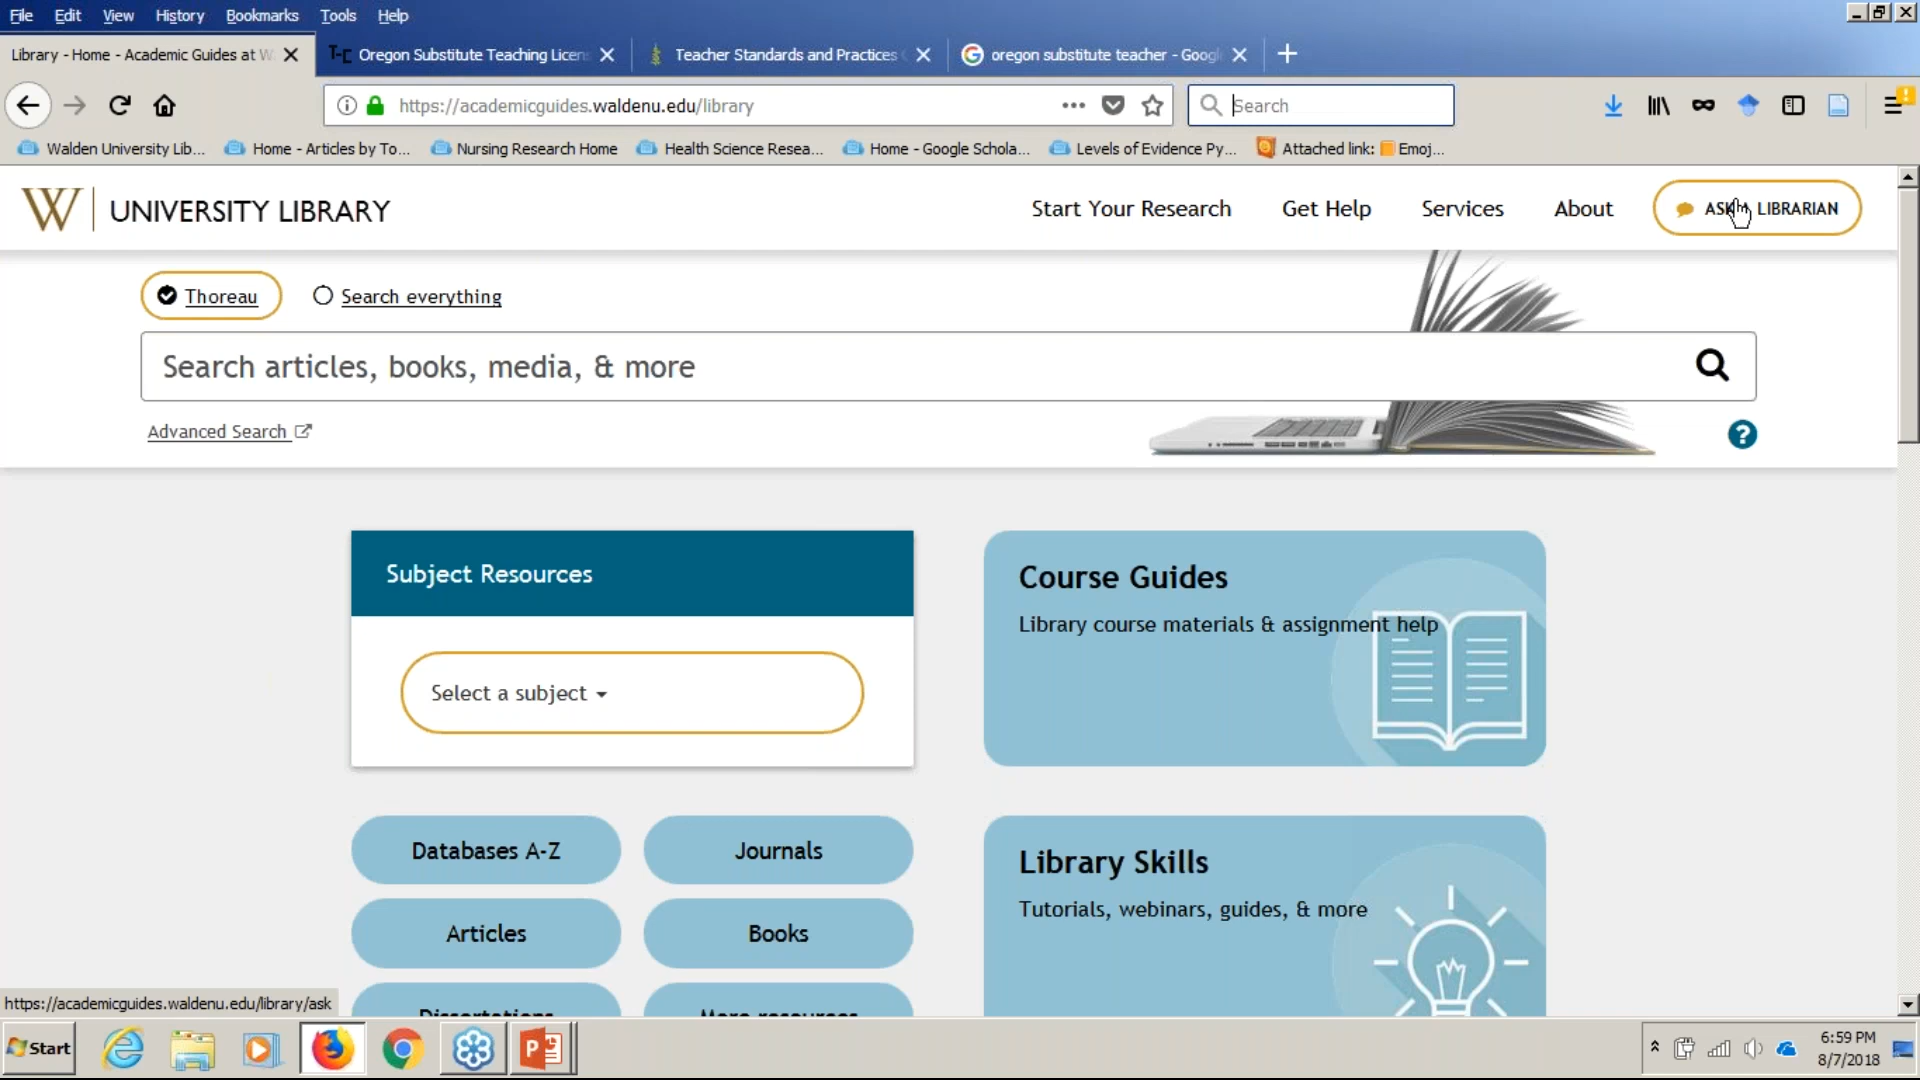 File Edit View History Bookmarks Tools Help
Library - Home - Academic Guides at W
T-C Oregon Substitute Teaching Licen
Teacher Standards and Practices
oregon substitute teacher - Googl
https://academicguides.waldenu.edu/library
Search
Walden University Lib... Home - Articles by To... Nursing Research Home Health Science Resea... Home - Google Schola... Levels of Evidence Py... Attached link: Emoj...
W UNIVERSITY LIBRARY
Start Your Research Get Help Services About ASK A LIBRARIAN
Thoreau Search everything
Search articles, books, media, & more
Advanced Search
?
Subject Resources
Select a subject
Course Guides
Library course materials & assignment help
Databases A-Z Journals
Articles Books
Dissertations More resources
Library Skills
Tutorials, webinars, guides, & more
https://academicguides.waldenu.edu/library/ask
Start
6:59 PM
8/7/2018